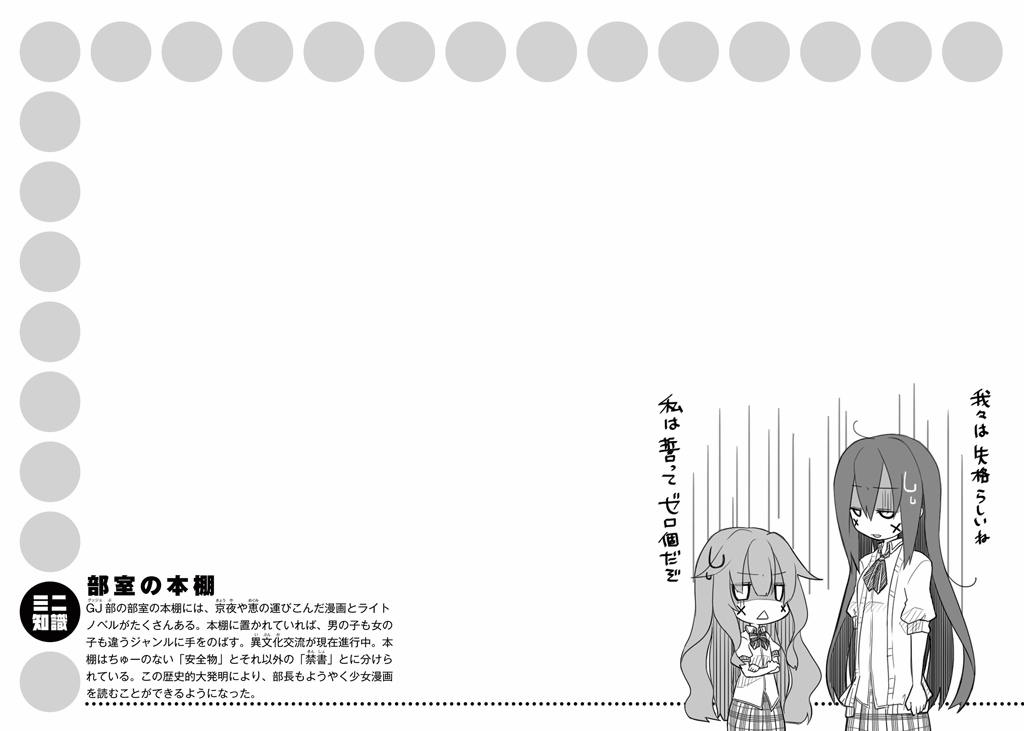 我々は失格らしいね
私は誓ってゼロ個だぞ
ミニ
知識
部室の本棚
GJ部の部室の本棚には、京夜や恵の運びこんだ漫画とライト
ノベルがたくさんある。本棚に置かれていれば、男の子も女の
子も違うジャンルに手をのばす。異文化交流が現在進行中。本
棚はちゅーのない「安全物」とそれ以外の「禁書」とに分けら
れている。この歴史的大発明により、部長もようやく少女漫画
を読むことができるようになった。